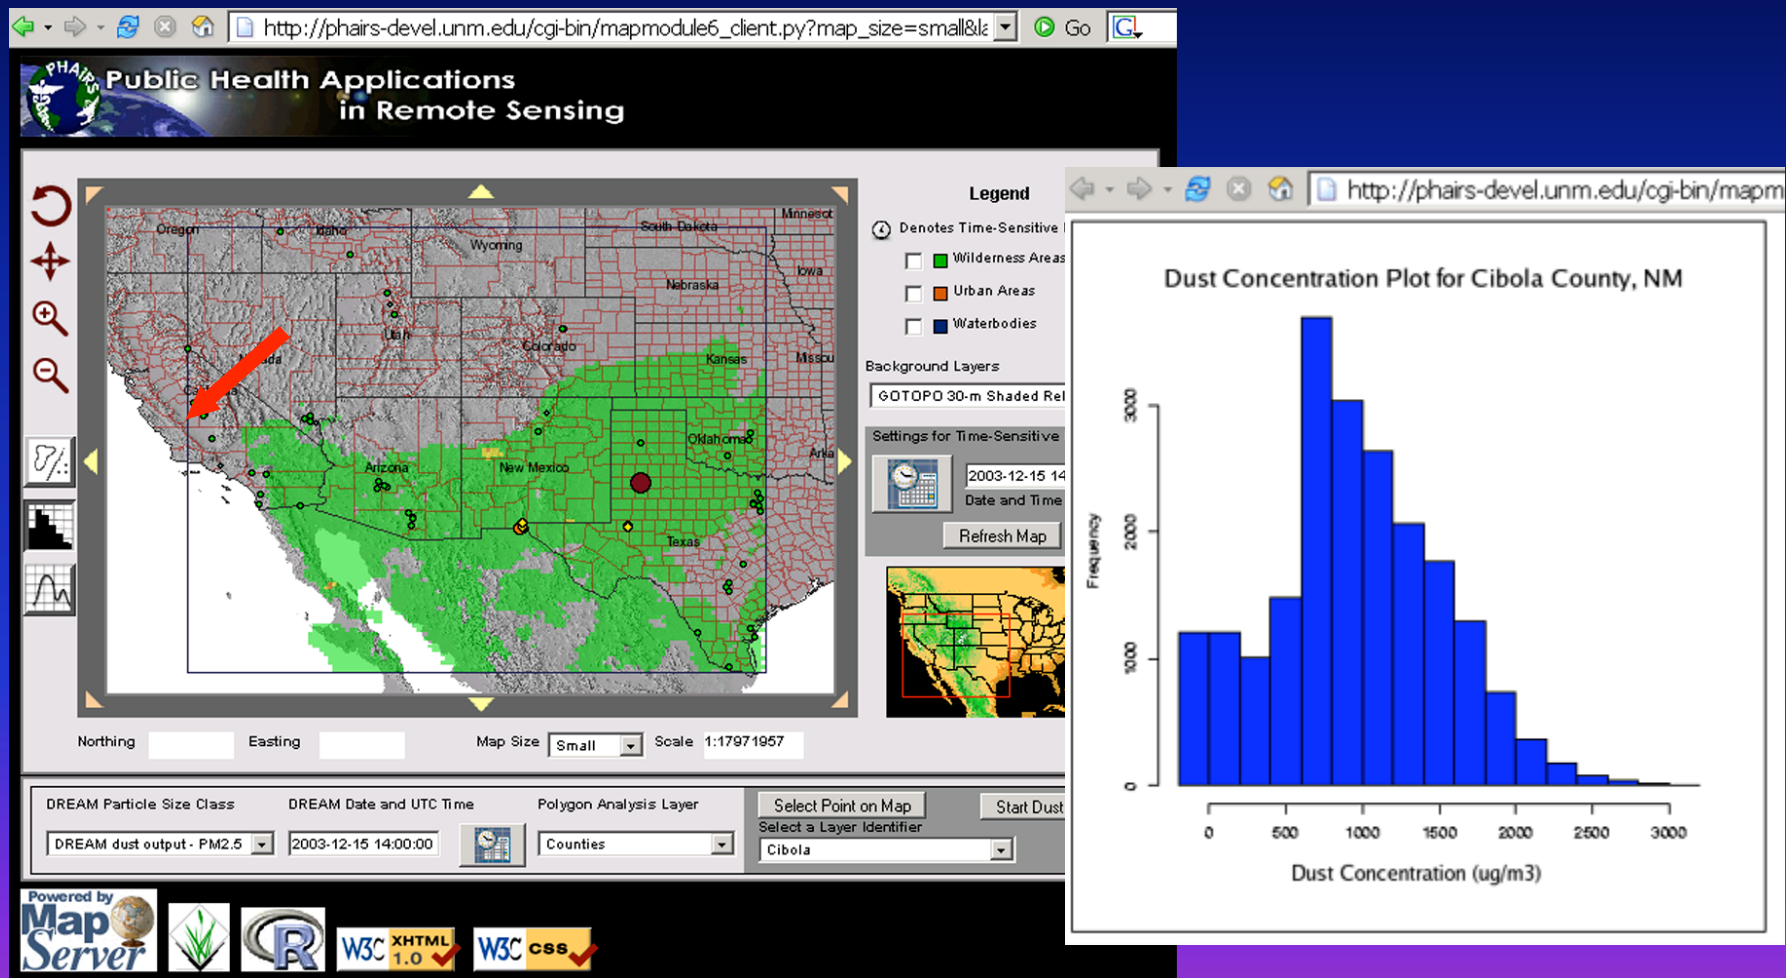 http://phairs-devel.unm.edu/cgi-bin/mapmodule6_client.py?map_size=small&la
Go
G
PHAIRS
Public Health Applications
in Remote Sensing
Oregon
Idaho
Wyoming
South Dakota
Minnesot
Iowa
Nebraska
Utah
Colorado
Kansas
Missou
Arizona
New Mexico
Oklahoma
Arka
Texas
Legend
Denotes Time-Sensitive
Wilderness Areas
Urban Areas
Waterbodies
Background Layers
GOTOPO 30-m Shaded Rel
Settings for Time-Sensitive
2003-12-15 14
Date and Time
Refresh Map
Northing
Easting
Map Size
Small
Scale
1:17971957
DREAM Particle Size Class
DREAM Date and UTC Time
Polygon Analysis Layer
Select Point on Map
Start Dust
DREAM dust output - PM2.5
2003-12-15 14:00:00
Counties
Select a Layer Identifier
Cibola
Powered by
Map
Server
R
W3C XHTML 1.0
W3C CSS
http://phairs-devel.unm.edu/cgi-bin/mapm
Dust Concentration Plot for Cibola County, NM
Frequency
3000
2000
1000
0
0 500 1000 1500 2000 2500 3000
Dust Concentration (ug/m3)